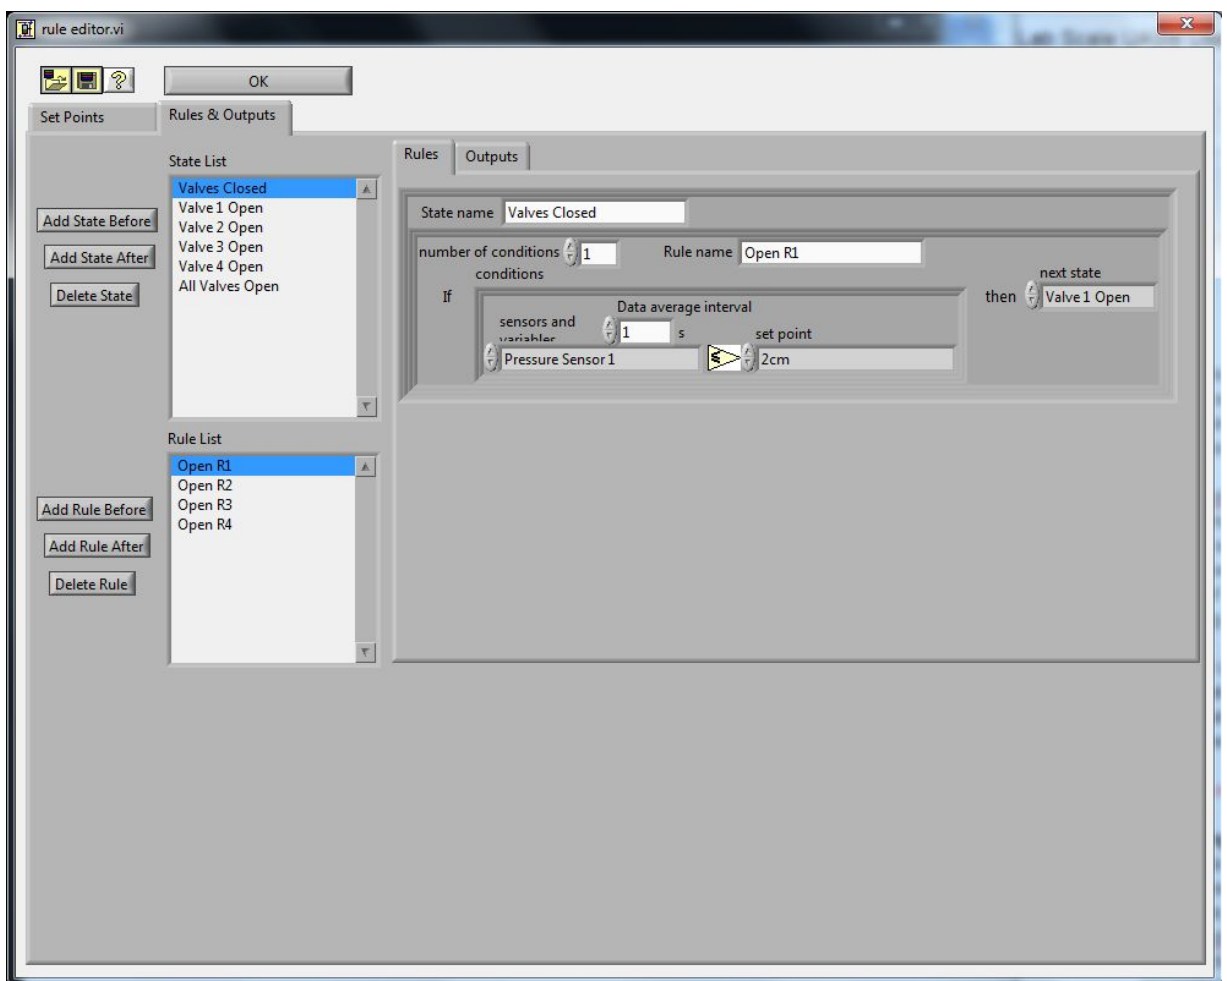 rule editor.vi
OK
Set Points
Rules & Outputs
State List
Valves Closed
Valve 1 Open
Valve 2 Open
Valve 3 Open
Valve 4 Open
All Valves Open
Add State Before
Add State After
Delete State
Rule List
Open R1
Open R2
Open R3
Open R4
Add Rule Before
Add Rule After
Delete Rule
Rules
Outputs
State name Valves Closed
number of conditions 1
Rule name Open R1
conditions
If
Data average interval
sensors and
variables
1 s
set point
Pressure Sensor 1
≤
2cm
next state
then Valve 1 Open